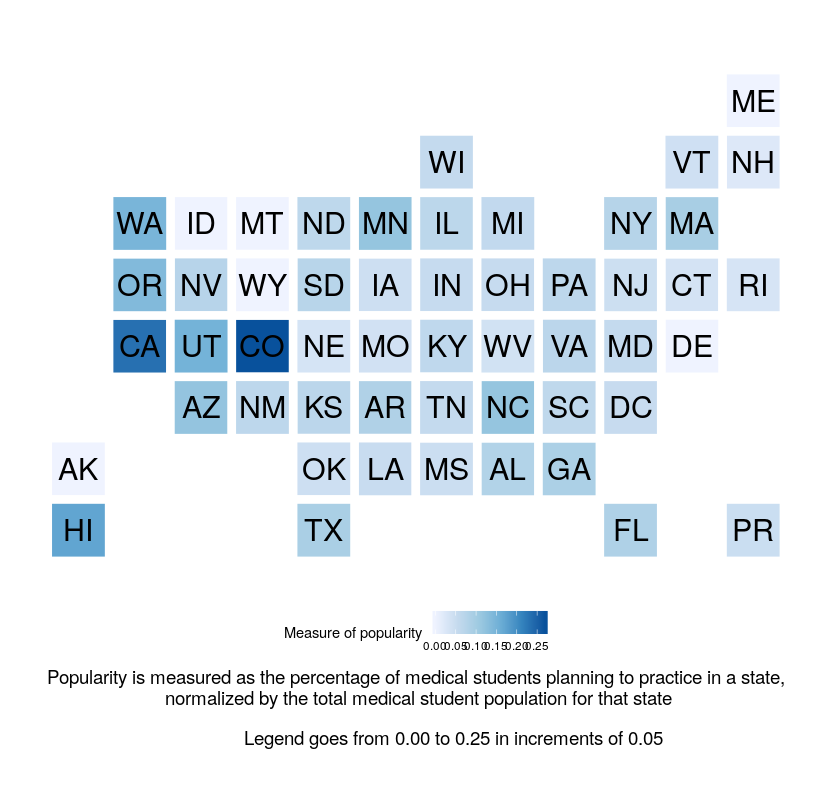 ME
WI VT NH
WA ID MT ND MN IL MI NY MA
OR NV WY SD IA IN OH PA NJ CT RI
CA UT CO NE MO KY WV VA MD DE
AZ NM KS AR TN NC SC DC
AK OK LA MS AL GA
HI TX FL PR
Measure of popularity
0.00 0.05 0.10 0.15 0.20 0.25
Popularity is measured as the percentage of medical students planning to practice in a state,
normalized by the total medical student population for that state
Legend goes from 0.00 to 0.25 in increments of 0.05